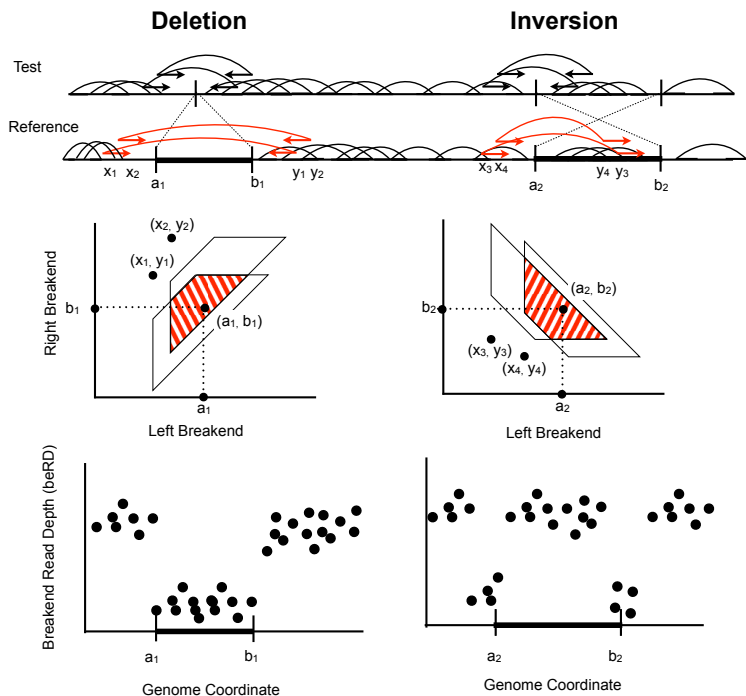 Deletion Inversion
Test
Reference
x₁ x₂ a₁ b₁ y₁ y₂ x₃ x₄ a₂ y₄ y₃ b₂
(x₂, y₂)
(x₁, y₁)
(a₁, b₁)
b₁
a₁
Right Breakend
Left Breakend
(a₂, b₂)
b₂
(x₃, y₃)
(x₄, y₄)
a₂
Left Breakend
Breakend Read Depth (beRD)
a₁ b₁
Genome Coordinate
a₂ b₂
Genome Coordinate